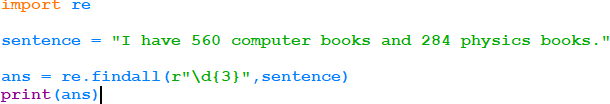 import re
sentence = "I have 560 computer books and 284 physics books."
ans = re.findall(r"\d{3}",sentence)
print(ans)